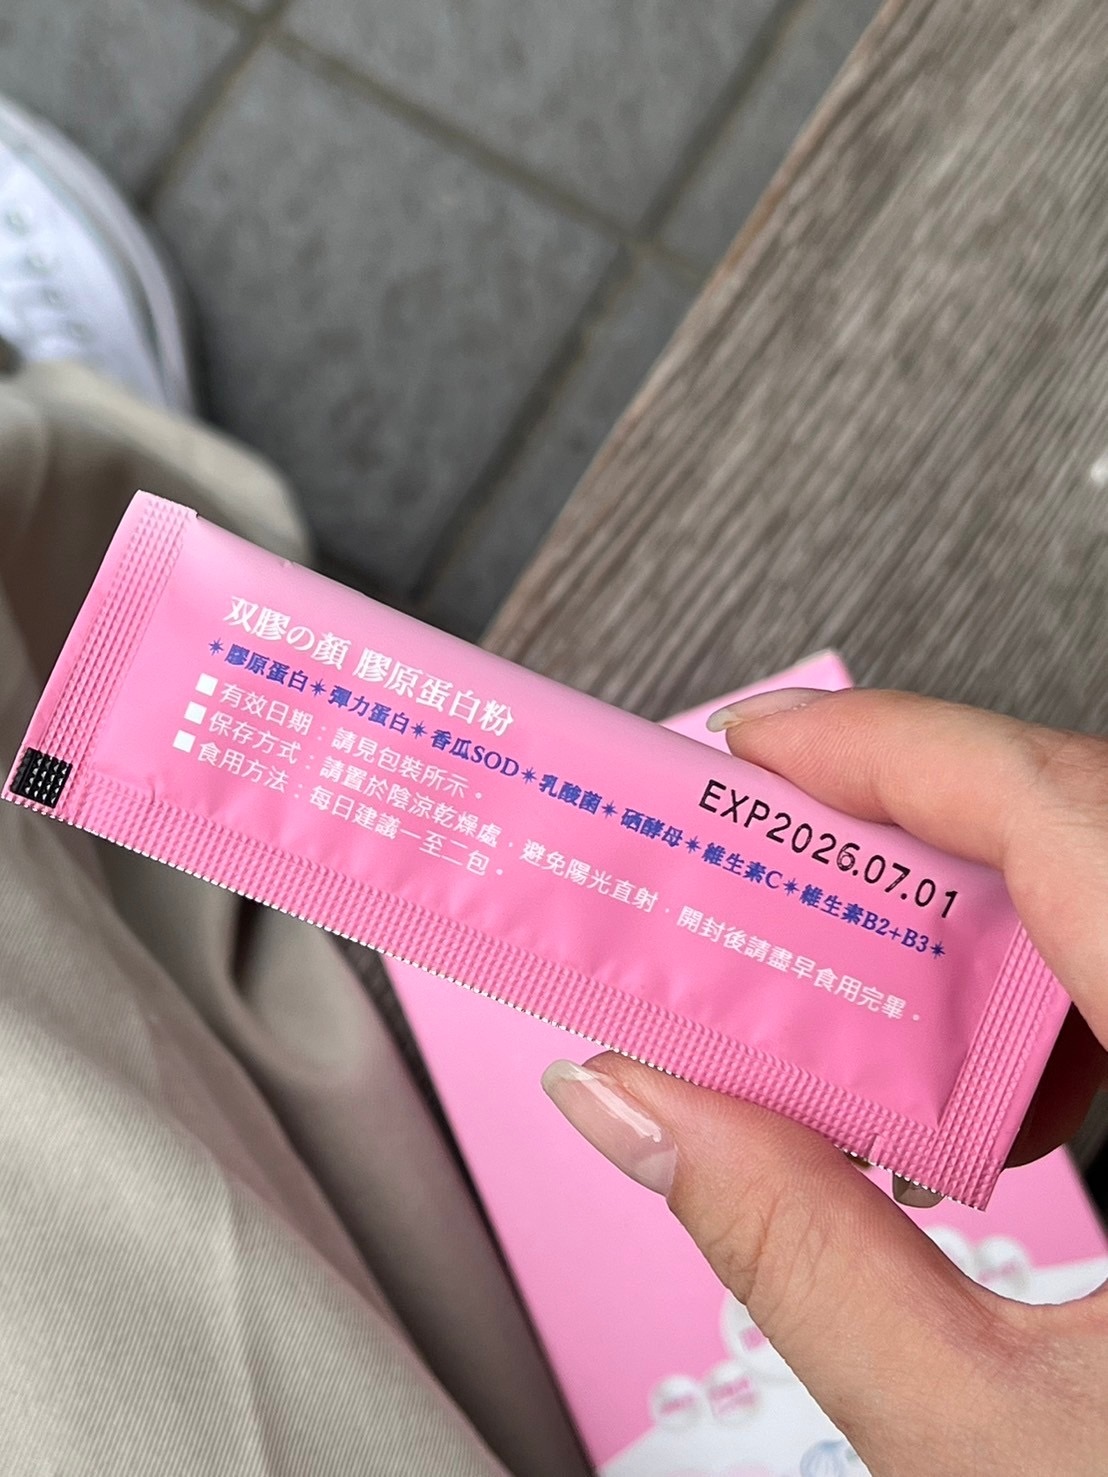 双膠の顏 膠原蛋白粉
✴膠原蛋白✴彈力蛋白✴香瓜SOD✴乳酸菌✴硒酵母✴維生素C✴維生素B2+B3✴
■有效日期：請見包裝所示。
■保存方式：請置於陰涼乾燥處，避免陽光直射，開封後請盡早食用完畢。
■食用方法：每日建議一至二包。
EXP2026.07.01